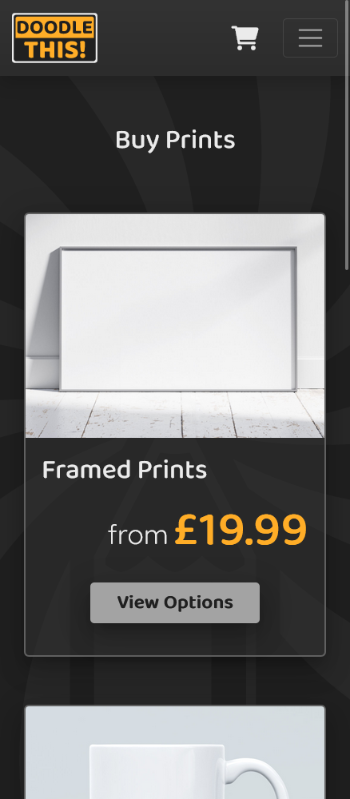 DOODLE
THIS!
Buy Prints
Framed Prints
from £19.99
View Options